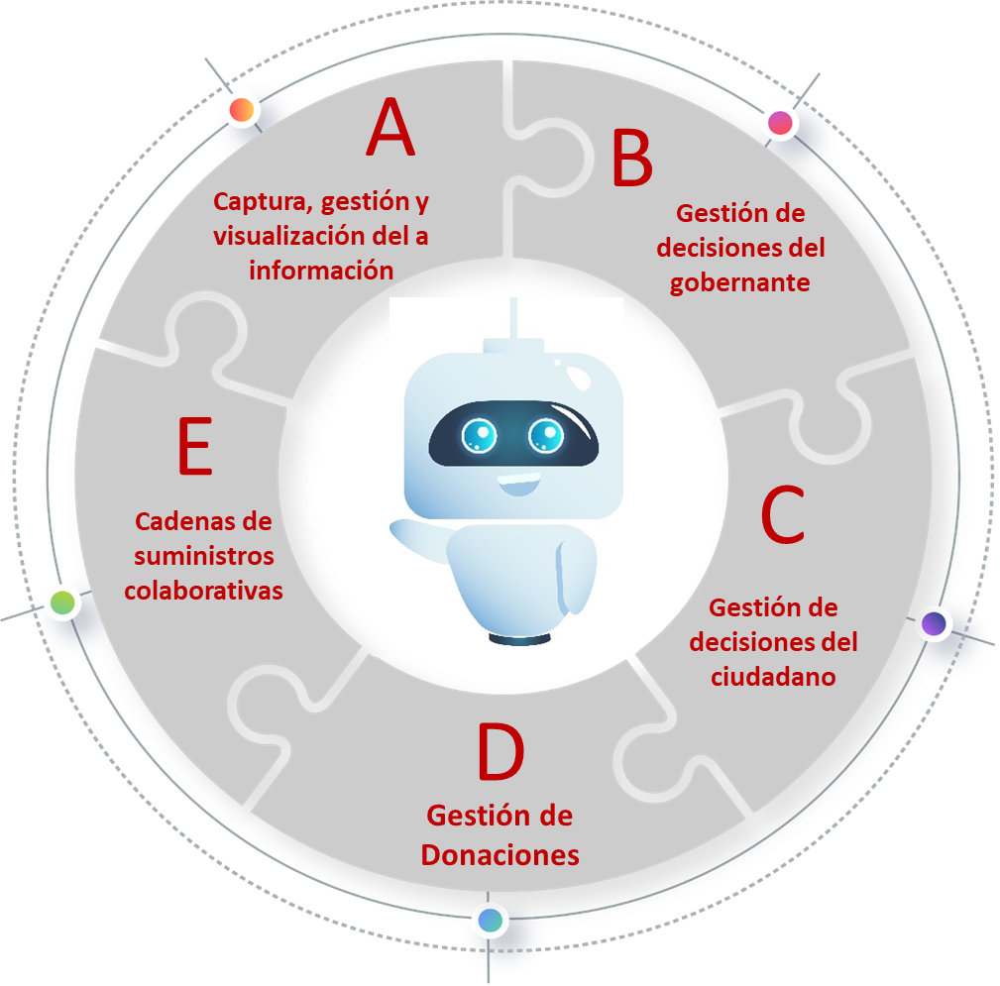 A
Captura, gestión y
visualización del a
información
B
Gestión de
decisiones del
gobernante
C
Gestión de
decisiones del
ciudadano
D
Gestión de
Donaciones
E
Cadenas de
suministros
colaborativas